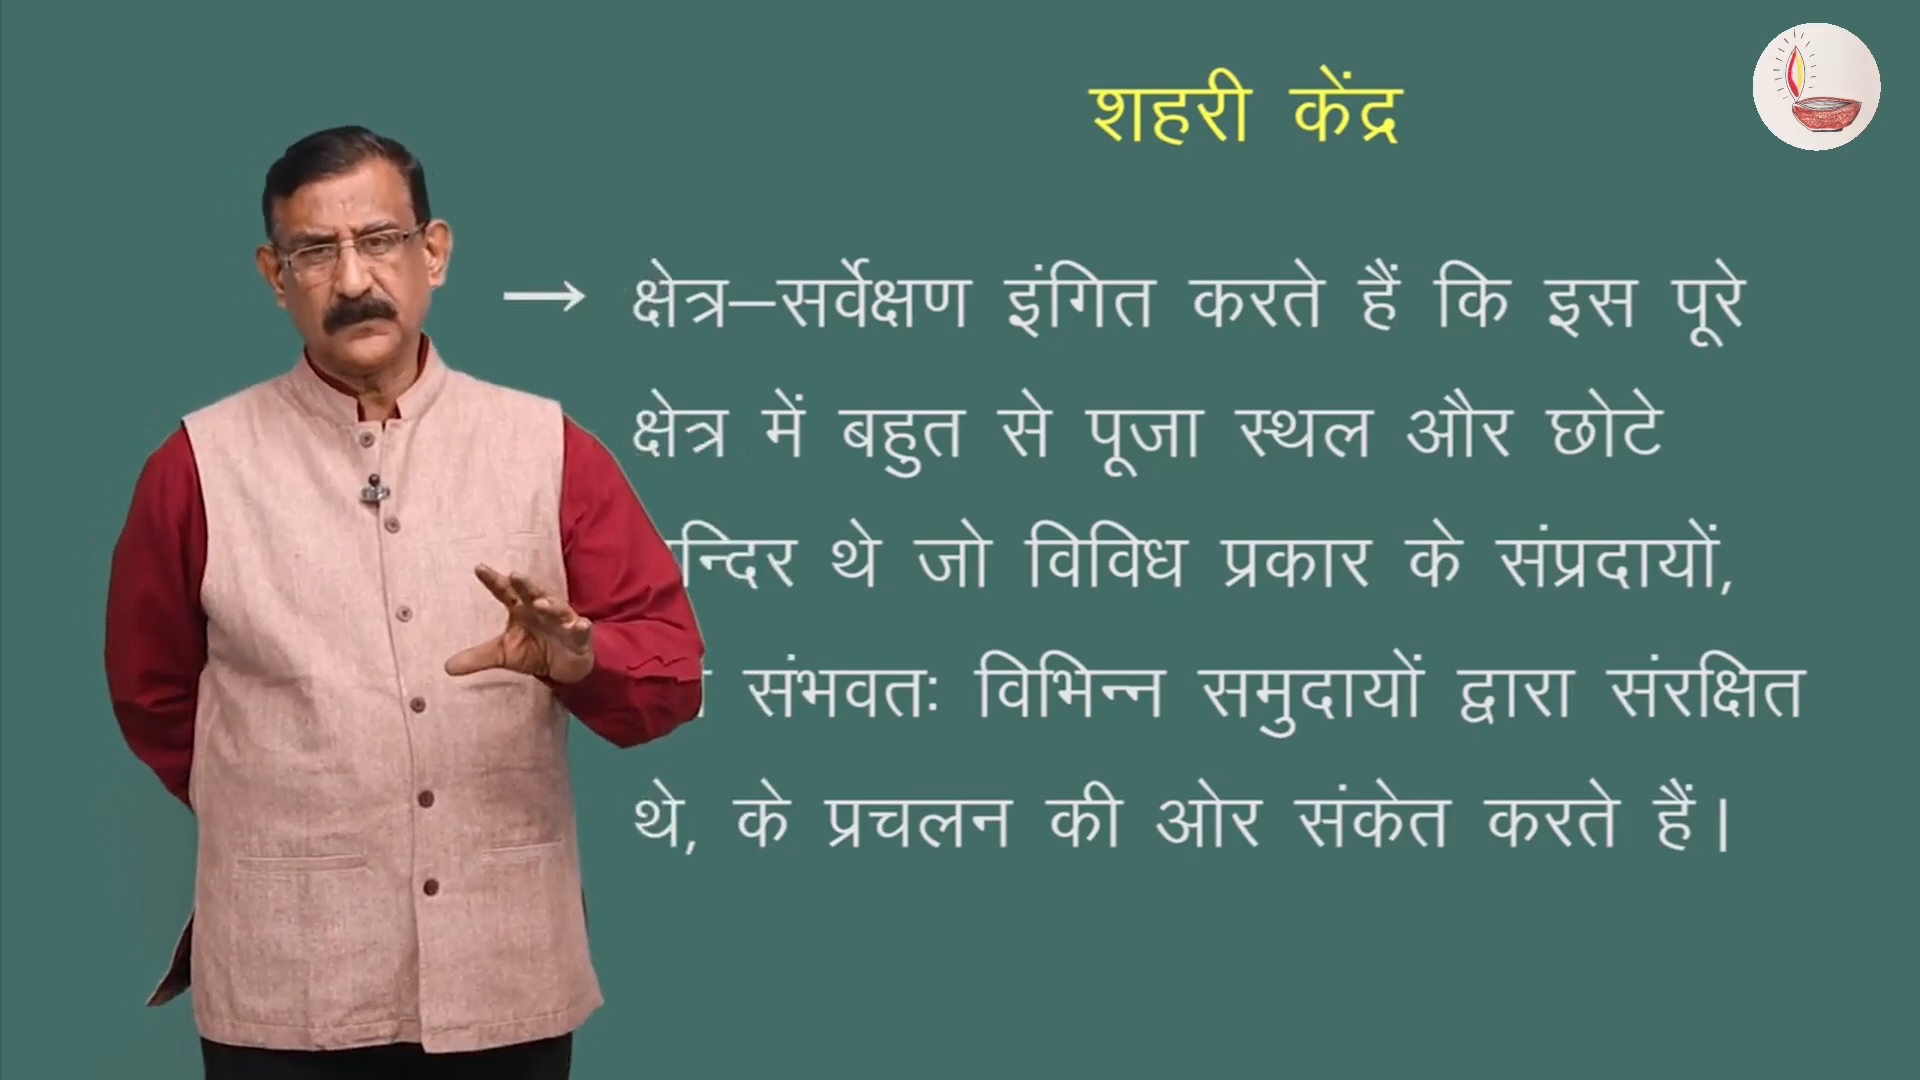 शहरी केंद्र
→ क्षेत्र–सर्वेक्षण इंगित करते हैं कि इस पूरे
क्षेत्र में बहुत से पूजा स्थल और छोटे
थे जो विविध प्रकार के संप्रदायों,
संभवतः विभिन्न समुदायों द्वारा संरक्षित
थे, के प्रचलन की ओर संकेत करते हैं।